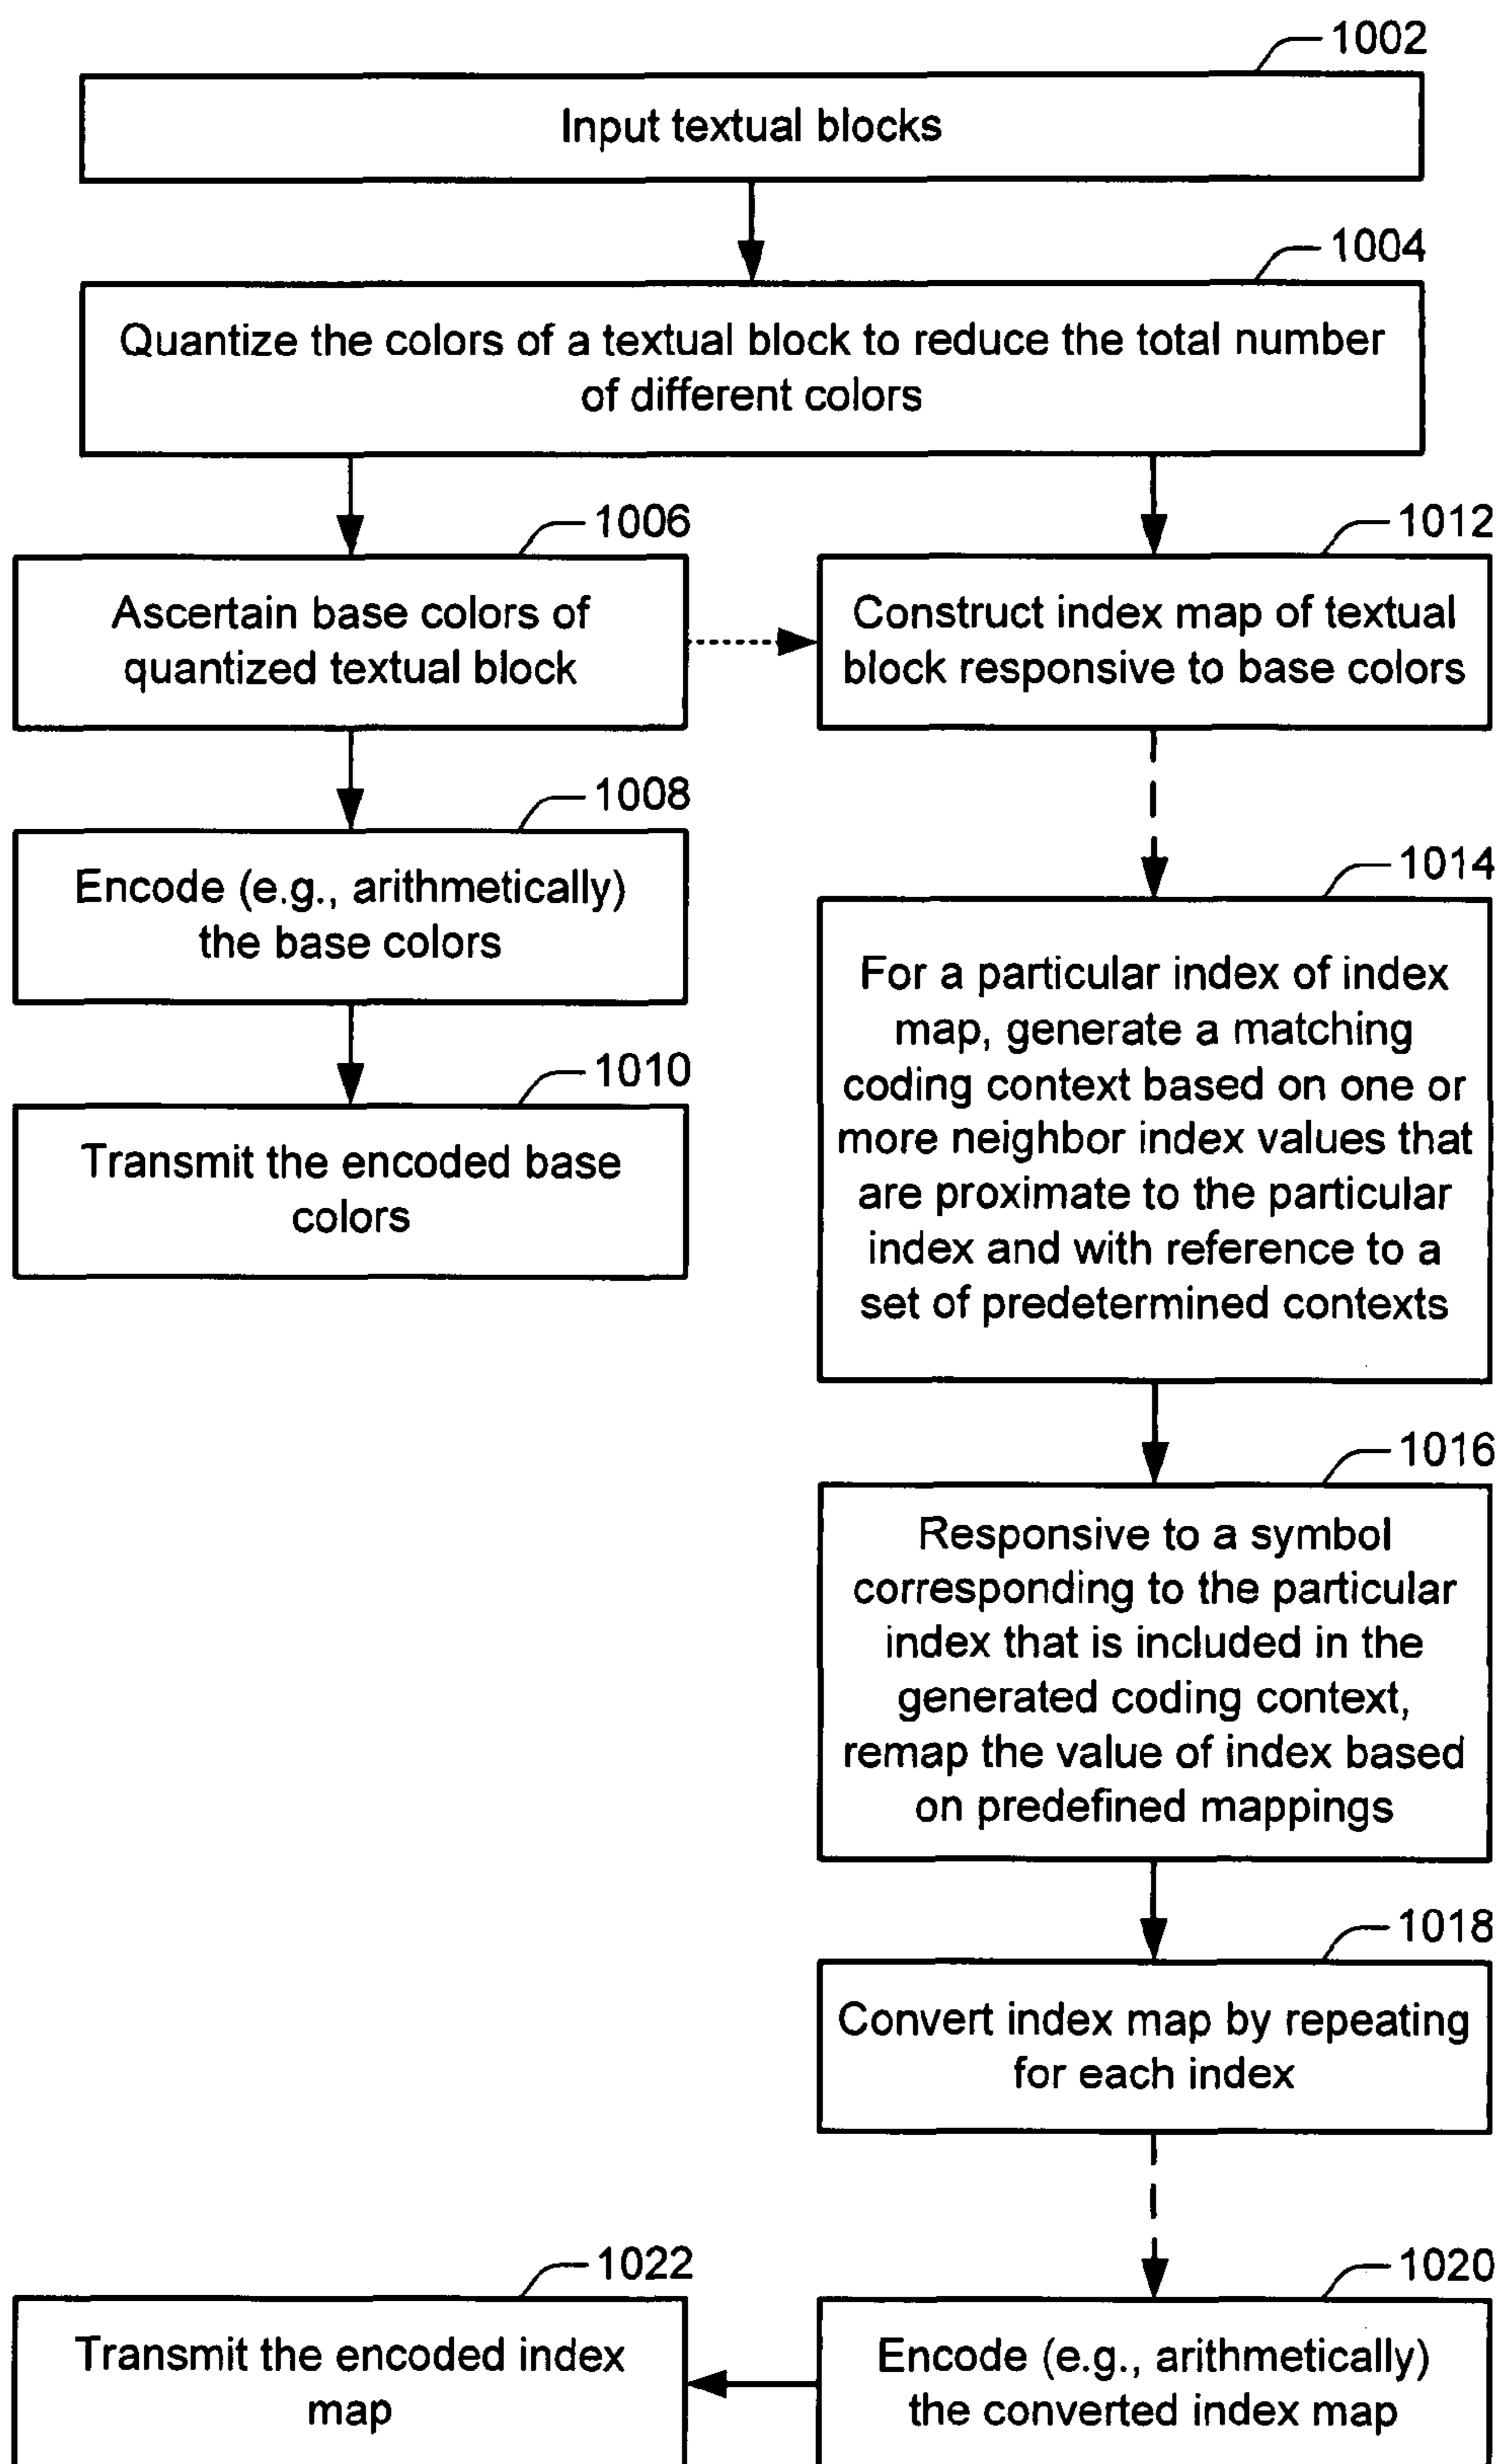 1002
Input textual blocks
1004
Quantize the colors of a textual block to reduce the total number
of different colors
1006
Ascertain base colors of
quantized textual block
1008
Encode (e.g., arithmetically)
the base colors
1010
Transmit the encoded base
colors
1012
Construct index map of textual
block responsive to base colors
1014
For a particular index of index
map, generate a matching
coding context based on one or
more neighbor index values that
are proximate to the particular
index and with reference to a
set of predetermined contexts
1016
Responsive to a symbol
corresponding to the particular
index that is included in the
generated coding context,
remap the value of index based
on predefined mappings
1018
Convert index map by repeating
for each index
1020
Encode (e.g., arithmetically)
the converted index map
1022
Transmit the encoded index
map